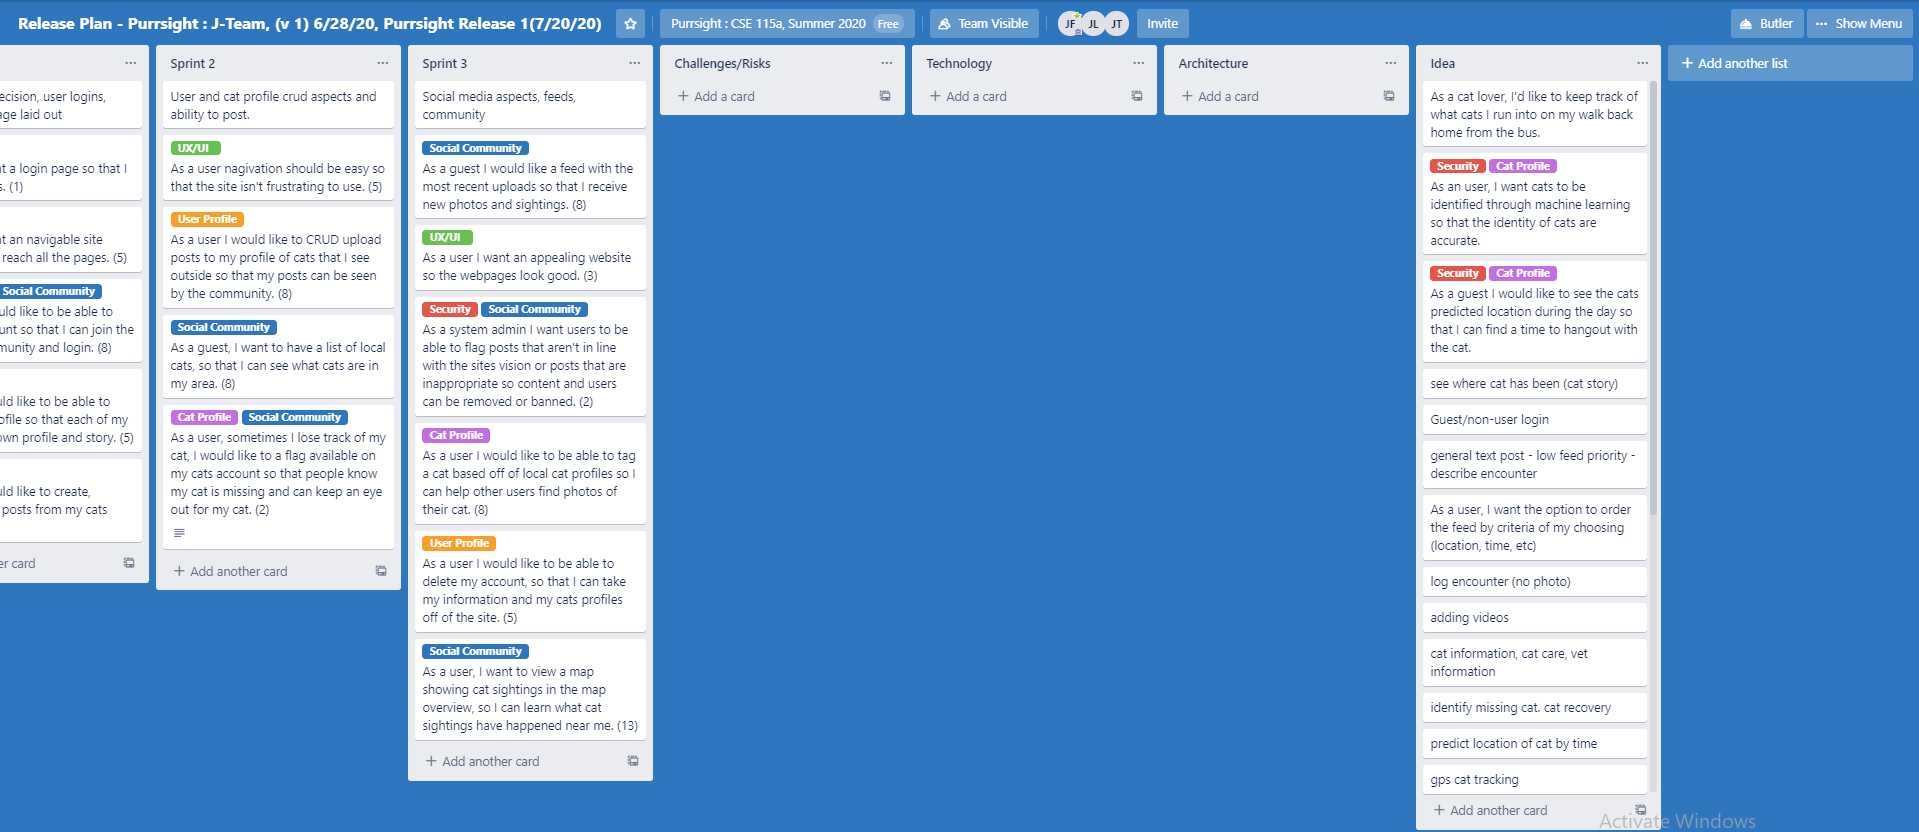 Release Plan - Purrsight : J-Team, (v 1) 6/28/20, Purrsight Release 1(7/20/20)
Purrsight : CSE 115a, Summer 2020 Free
Team Visible
JF JL JT
Invite
Butler
Show Menu
ecision, user logins,
age laid out
t a login page so that I
s. (1)
t an navigable site
reach all the pages. (5)
Social Community
uld like to be able to
unt so that I can join the
munity and login. (8)
uld like to be able to
ofile so that each of my
own profile and story. (5)
uld like to create,
posts from my cats
er card
Sprint 2
User and cat profile crud aspects and
ability to post.
UX/UI
As a user nagivation should be easy so
that the site isn't frustrating to use. (5)
User Profile
As a user I would like to CRUD upload
posts to my profile of cats that I see
outside so that my posts can be seen
by the community. (8)
Social Community
As a guest, I want to have a list of local
cats, so that I can see what cats are in
my area. (8)
Cat Profile Social Community
As a user, sometimes I lose track of my
cat, I would like to a flag available on
my cats account so that people know
my cat is missing and can keep an eye
out for my cat. (2)
+ Add another card
Sprint 3
Social media aspects, feeds,
community
Social Community
As a guest I would like a feed with the
most recent uploads so that I receive
new photos and sightings. (8)
UX/UI
As a user I want an appealing website
so the webpages look good. (3)
Security Social Community
As a system admin I want users to be
able to flag posts that aren't in line
with the sites vision or posts that are
inappropriate so content and users
can be removed or banned. (2)
Cat Profile
As a user I would like to be able to tag
a cat based off of local cat profiles so I
can help other users find photos of
their cat. (8)
User Profile
As a user I would like to be able to
delete my account, so that I can take
my information and my cats profiles
off of the site. (5)
Social Community
As a user, I want to view a map
showing cat sightings in the map
overview, so I can learn what cat
sightings have happened near me. (13)
+ Add another card
Challenges/Risks
+ Add a card
Technology
+ Add a card
Architecture
+ Add a card
Idea
As a cat lover, I'd like to keep track of
what cats I run into on my walk back
home from the bus.
Security Cat Profile
As an user, I want cats to be
identified through machine learning
so that the identity of cats are
accurate.
Security Cat Profile
As a guest I would like to see the cats
predicted location during the day so
that I can find a time to hangout with
the cat.
see where cat has been (cat story)
Guest/non-user login
general text post - low feed priority -
describe encounter
As a user, I want the option to order
the feed by criteria of my choosing
(location, time, etc)
log encounter (no photo)
adding videos
cat information, cat care, vet
information
identify missing cat. cat recovery
predict location of cat by time
gps cat tracking
+ Add another card
+ Add another list
Activate Windows